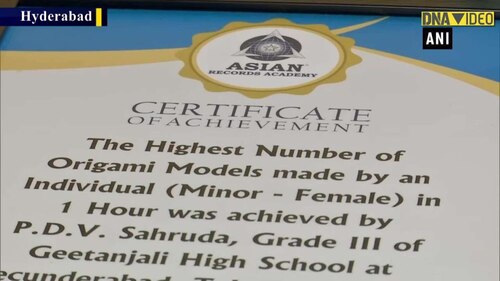 Hyderabad
DNA VIDEO
ANI
ASIAN
RECORDS ACADEMY
CERTIFICATE
OF ACHIEVEMENT
The Highest Number of
Origami Models made by an
Individual (Minor - Female) in
1 Hour was achieved by
P.D.V. Sahruda, Grade III of
Geetanjali High School at